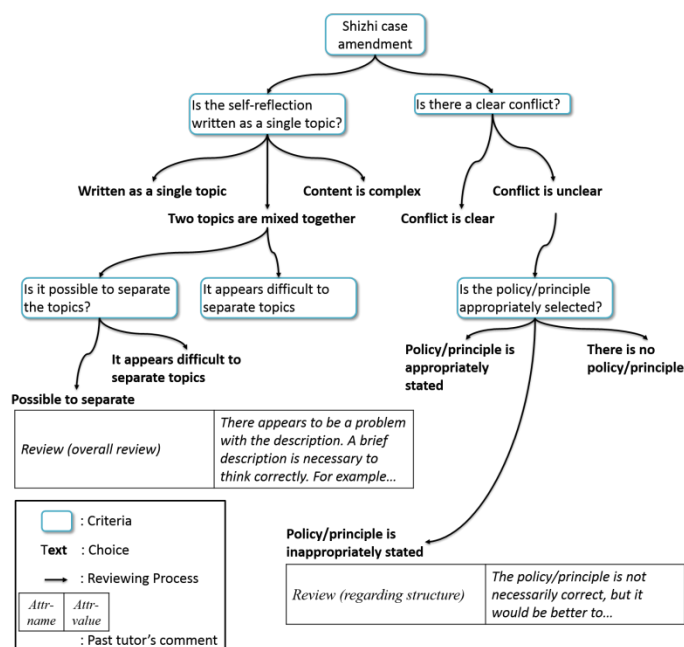 Shizhi case
amendment
Is the self-reflection
written as a single topic?
Is there a clear conflict?
Written as a single topic
Content is complex
Two topics are mixed together
Conflict is clear
Conflict is unclear
Is it possible to separate
the topics?
It appears difficult to
separate topics
Is the policy/principle
appropriately selected?
It appears difficult to
separate topics
Policy/principle is
appropriately
stated
There is no
policy/principle
Possible to separate
Review (overall review)
There appears to be a problem
with the description. A brief
description is necessary to
think correctly. For example…
Policy/principle is
inappropriately stated
Review (regarding structure)
The policy/principle is not
necessarily correct, but it
would be better to…
: Criteria
Text : Choice
: Reviewing Process
Attr-
name
Attr-
value
: Past tutor's comment